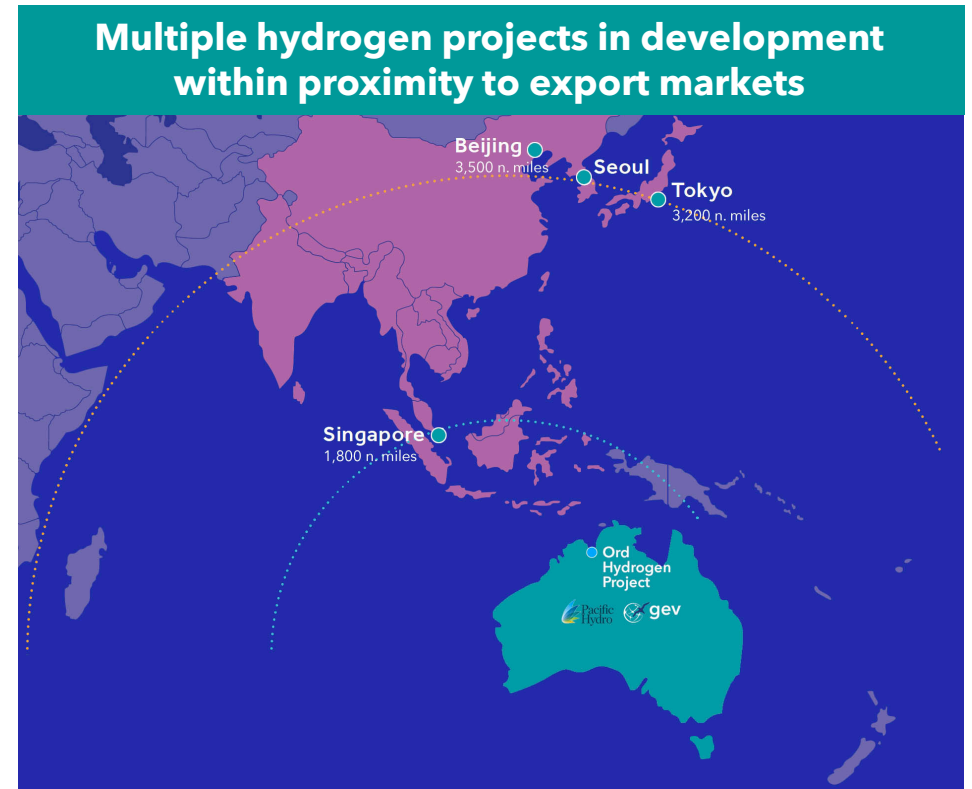 Multiple hydrogen projects in development
within proximity to export markets
Beijing
3,500 n. miles
Seoul
Tokyo
3,200 n. miles
Singapore
1,800 n. miles
Ord
Hydrogen
Project
Pacific
Hydro
gev